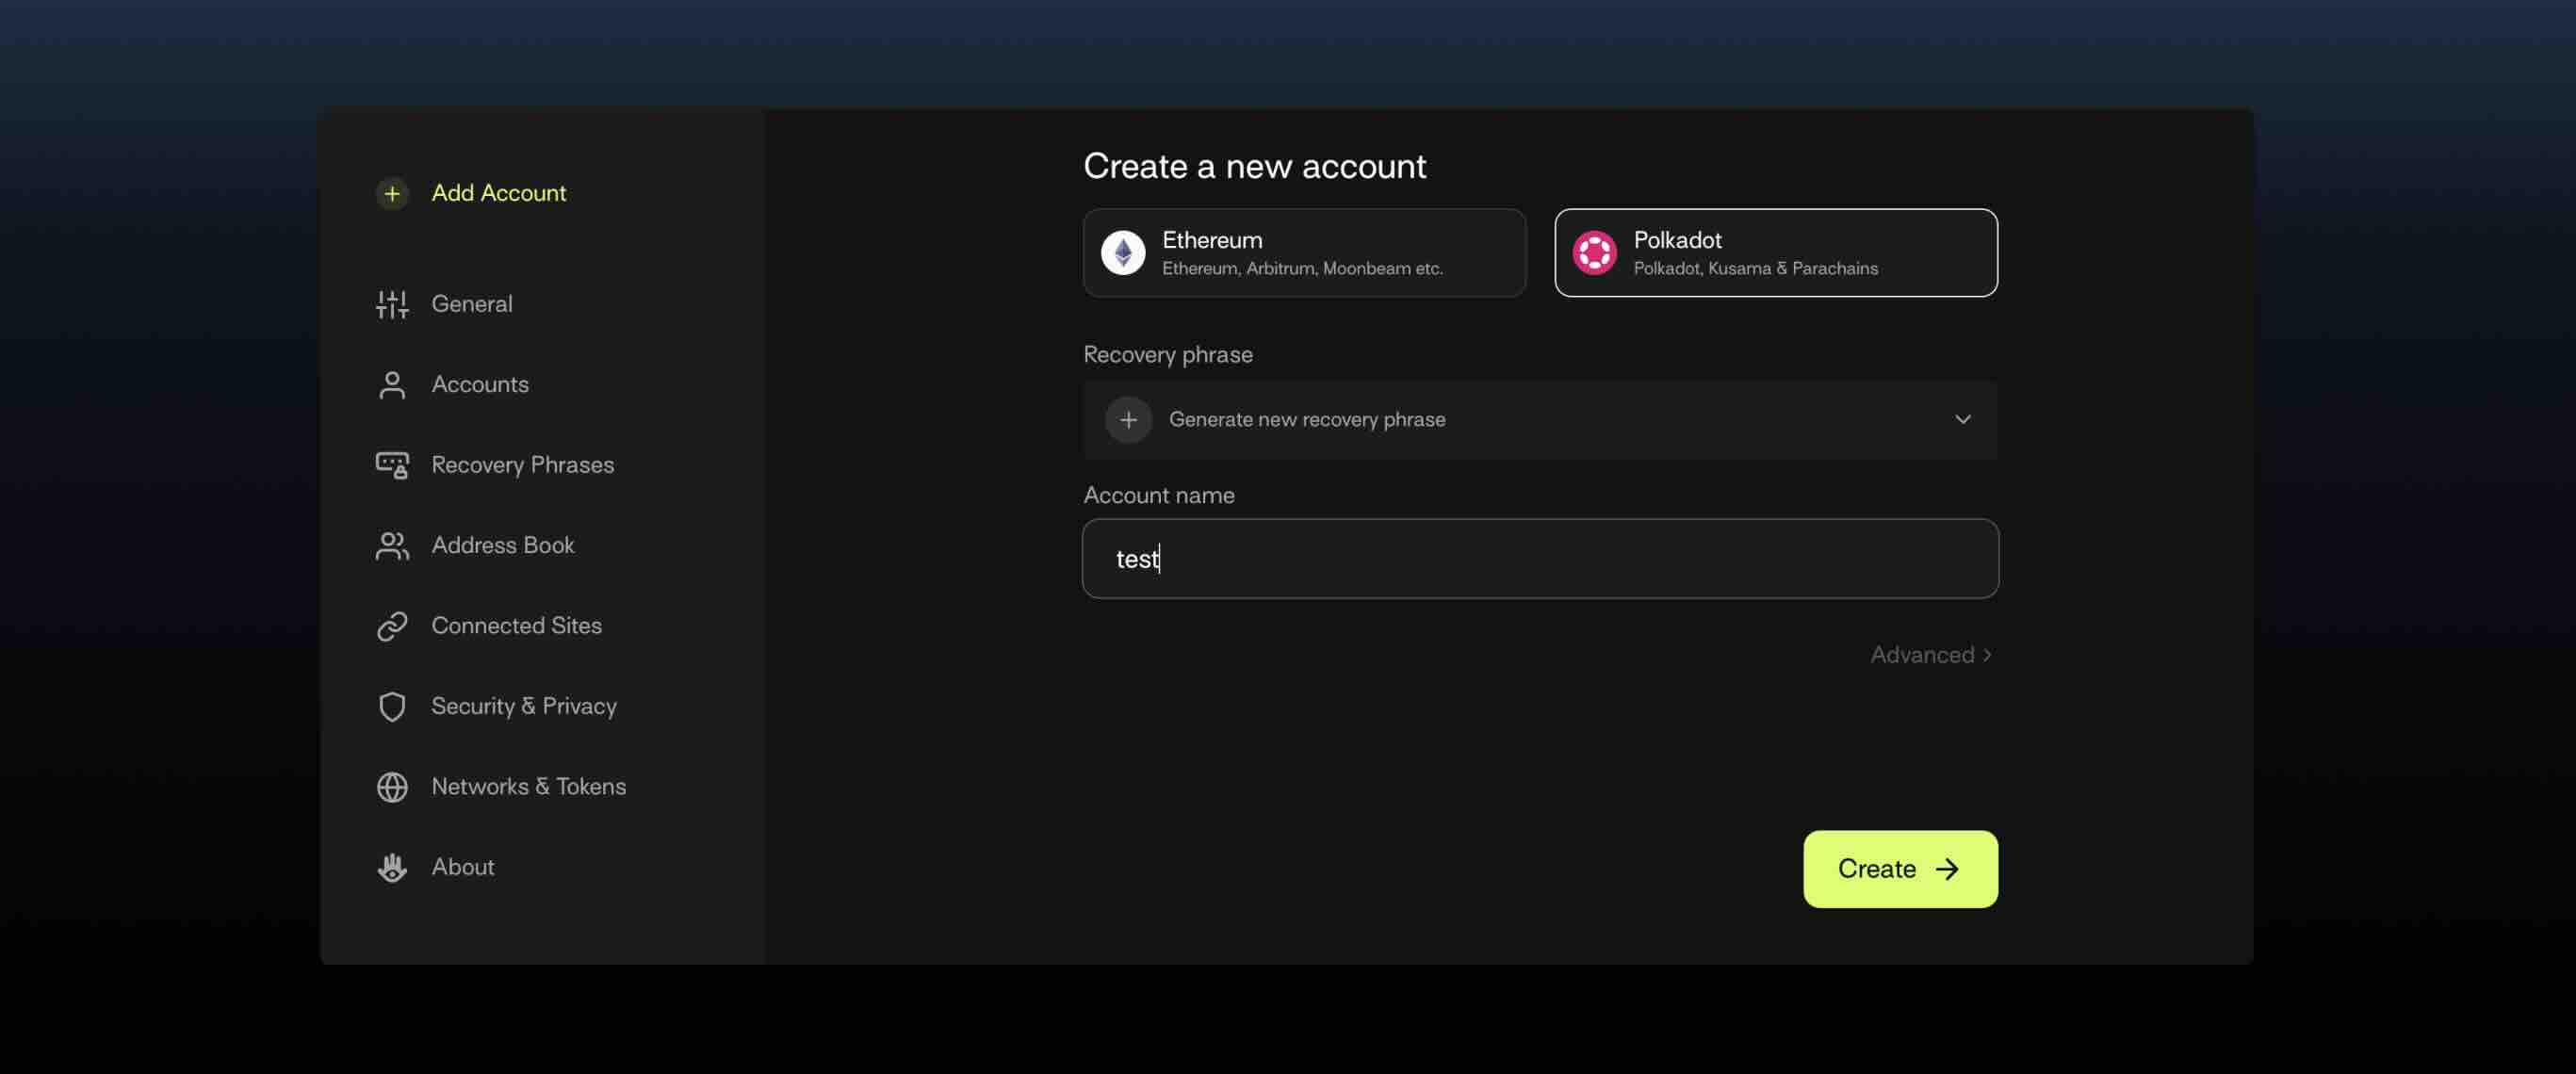 Add Account
General
Accounts
Recovery Phrases
Address Book
Connected Sites
Security & Privacy
Networks & Tokens
About
Create a new account
Ethereum
Ethereum, Arbitrum, Moonbeam etc.
Polkadot
Polkadot, Kusama & Parachains
Recovery phrase
Generate new recovery phrase
Account name
test
Advanced
Create